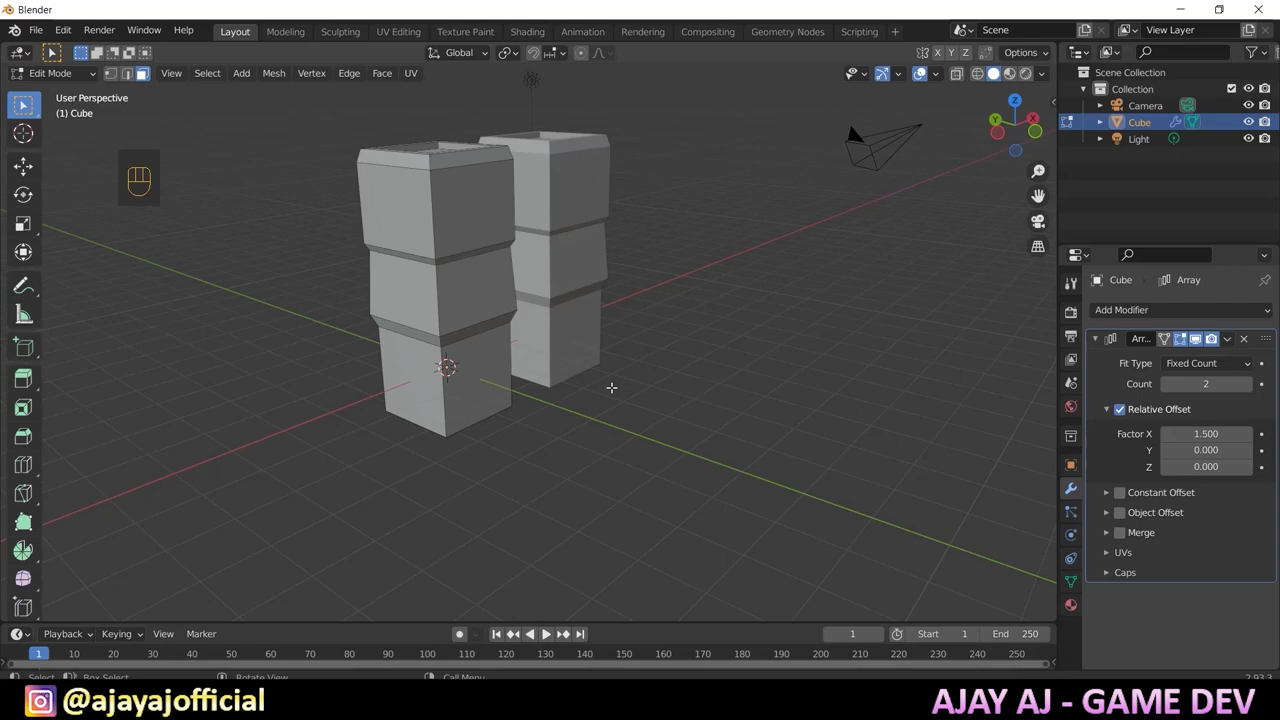 Blender
File Edit Render Window Help Layout Modeling Sculpting UV Editing Texture Paint Shading Animation Rendering Compositing Geometry Nodes Scripting + Scene View Layer
Global X Y Z Options
Edit Mode View Select Add Mesh Vertex Edge Face UV
User Perspective
(1) Cube
Z
Y
X
Scene Collection
Collection
Camera
Cube
Light
Cube Array
Add Modifier
Arr...
Fit Type Fixed Count
Count 2
Relative Offset
Factor X 1.500
Y 0.000
Z 0.000
Constant Offset
Object Offset
Merge
UVs
Caps
Playback Keying View Marker 1 Start 1 End 250
1 10 20 30 40 50 60 70 80 90 100 110 120 130 140 150 160 170 180 190 200 210 220 230 240 250
Select Box Select Rotate View Call Menu 2.93.3
@ajayajofficial
AJAY AJ - GAME DEV